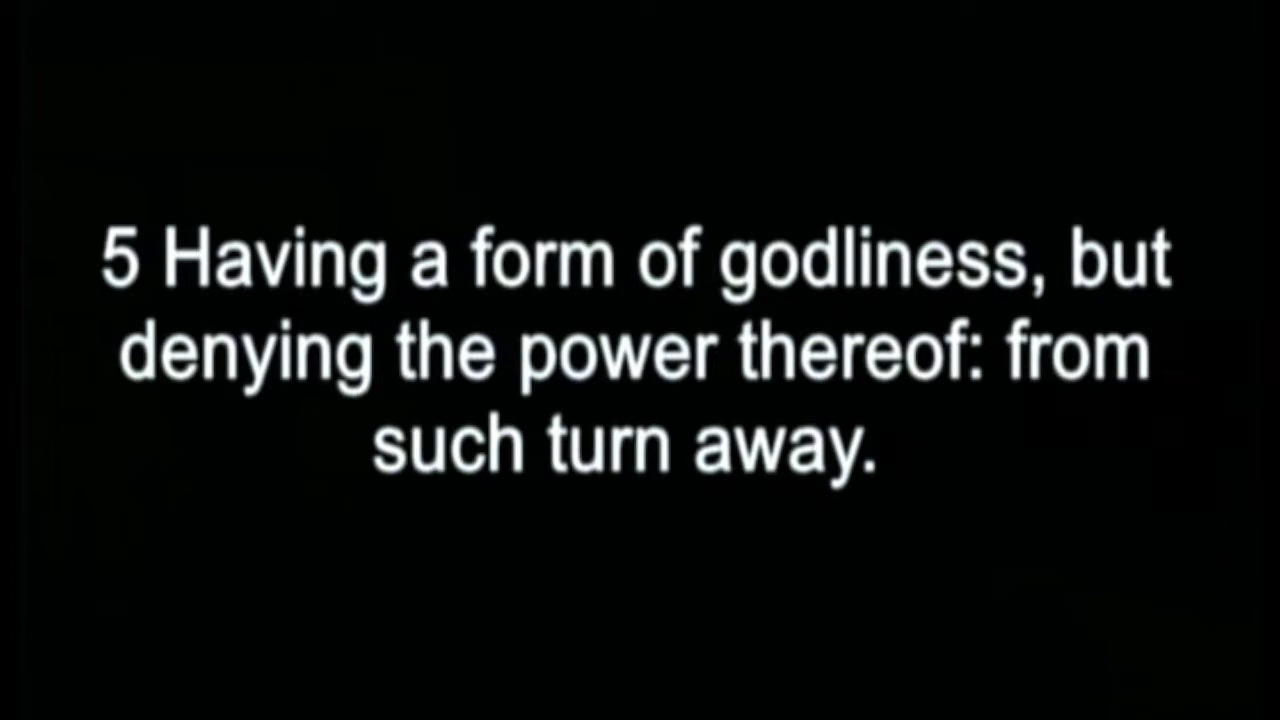 5 Having a form of godliness, but
denying the power thereof: from
such turn away.